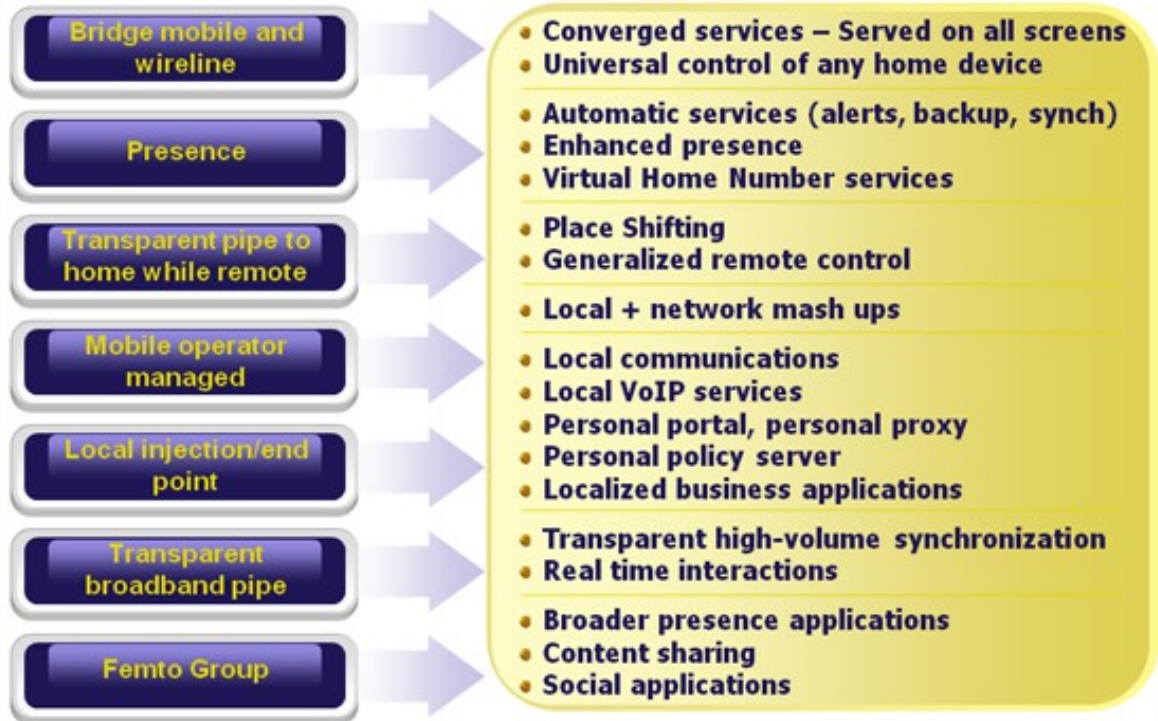 Bridge mobile and
wireline
• Converged services – Served on all screens
• Universal control of any home device
Presence
• Automatic services (alerts, backup, synch)
• Enhanced presence
• Virtual Home Number services
Transparent pipe to
home while remote
• Place Shifting
• Generalized remote control
Mobile operator
managed
• Local + network mash ups
Local injection/end
point
• Local communications
• Local VoIP services
• Personal portal, personal proxy
• Personal policy server
• Localized business applications
Transparent
broadband pipe
• Transparent high-volume synchronization
• Real time interactions
Femto Group
• Broader presence applications
• Content sharing
• Social applications